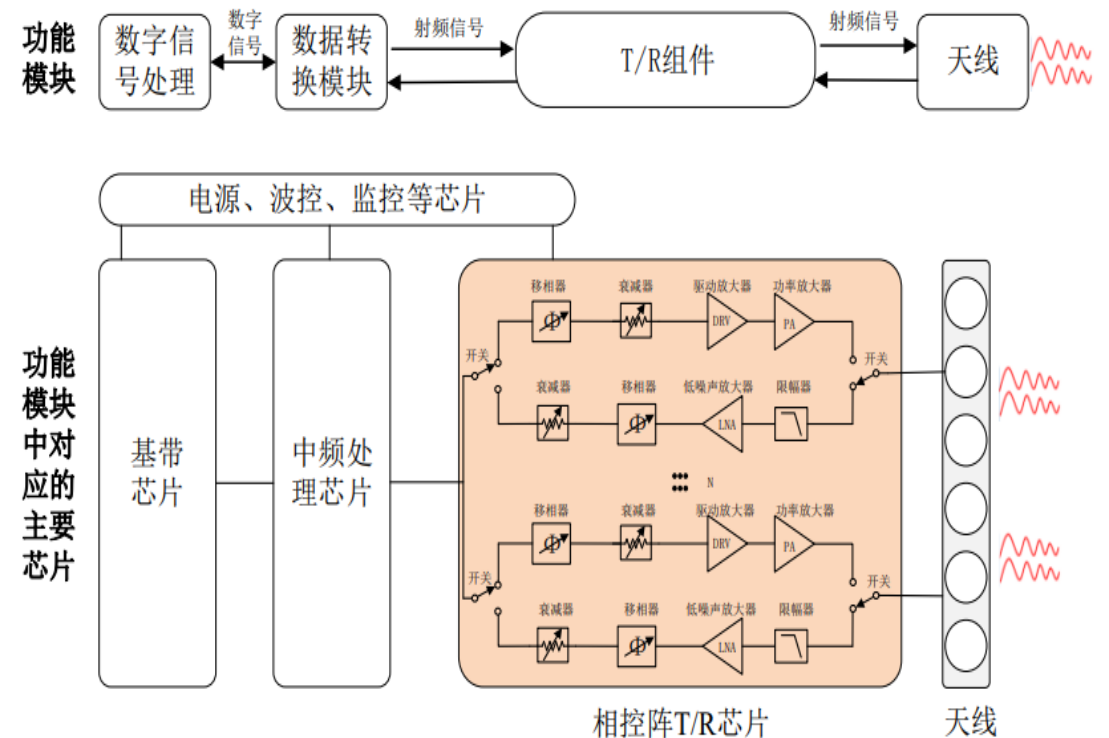 功能
模块
数字信
号处理
数字
信号
数据转
换模块
射频信号
T/R组件
射频信号
天线
电源、波控、监控等芯片
功能
模块
中对
应的
主要
芯片
基带
芯片
中频处
理芯片
移相器
衰减器
驱动放大器
功率放大器
Φ
DRV
PA
开关
开关
衰减器
移相器
低噪声放大器
限幅器
Φ
LNA
N
移相器
衰减器
驱动放大器
功率放大器
Φ
DRV
PA
开关
开关
衰减器
移相器
低噪声放大器
限幅器
Φ
LNA
相控阵T/R芯片
天线